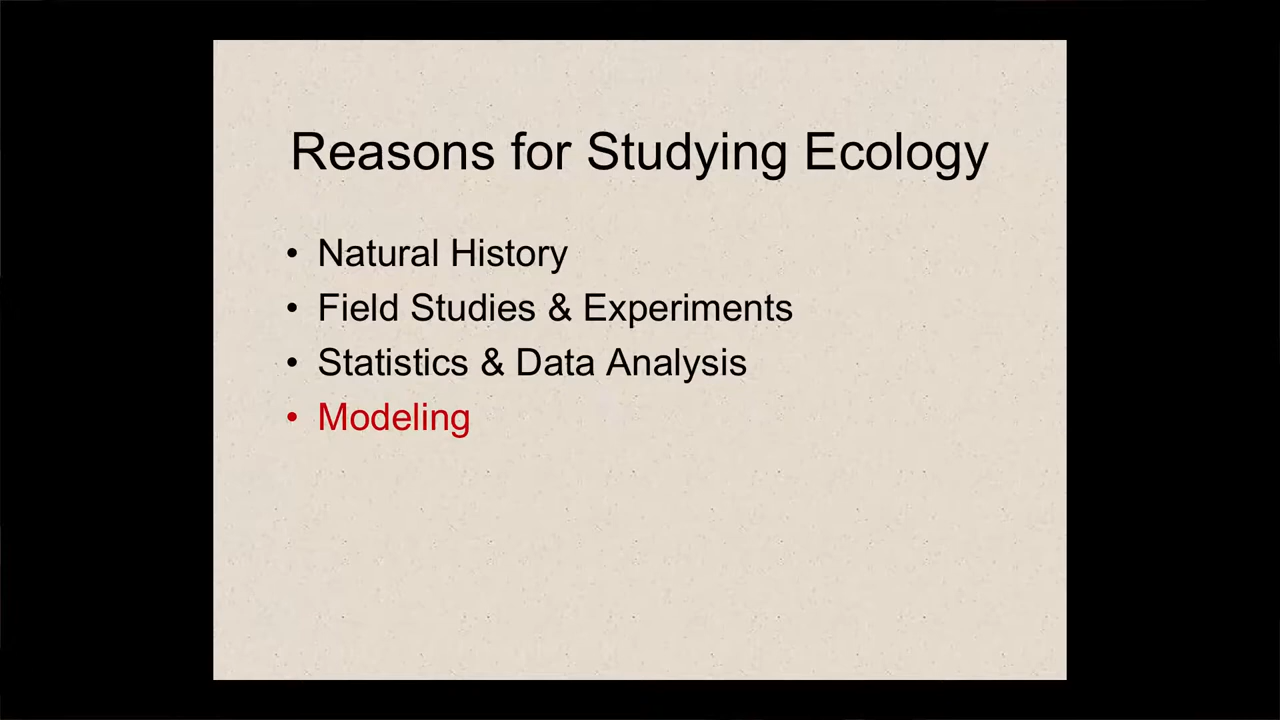 Reasons for Studying Ecology
• Natural History
• Field Studies & Experiments
• Statistics & Data Analysis
• Modeling